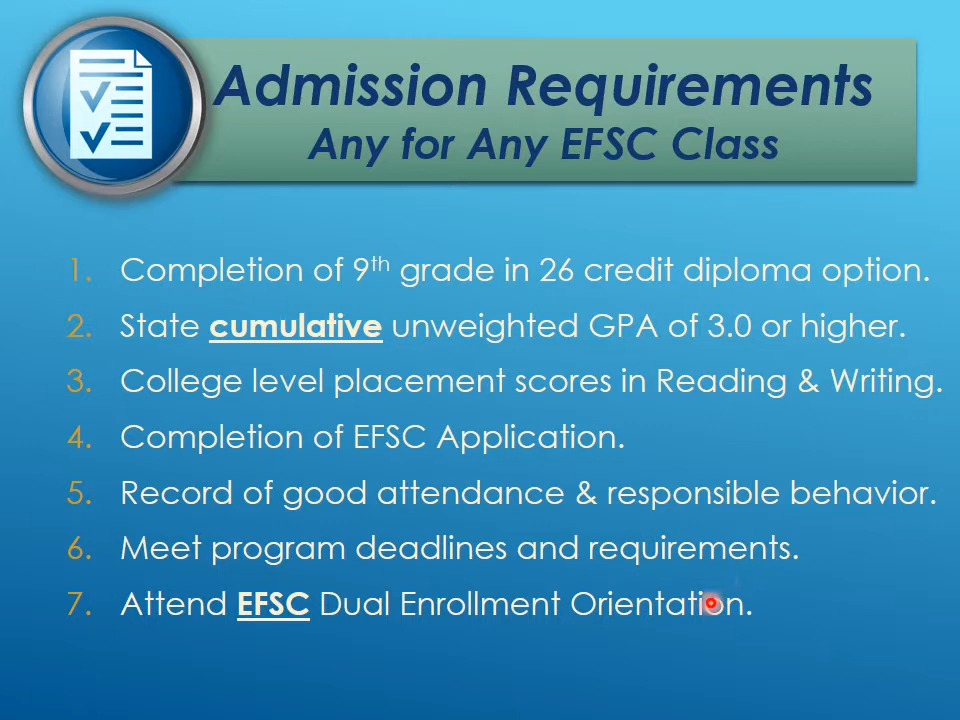 Admission Requirements
Any for Any EFSC Class
1. Completion of 9th grade in 26 credit diploma option.
2. State cumulative unweighted GPA of 3.0 or higher.
3. College level placement scores in Reading & Writing.
4. Completion of EFSC Application.
5. Record of good attendance & responsible behavior.
6. Meet program deadlines and requirements.
7. Attend EFSC Dual Enrollment Orientation.